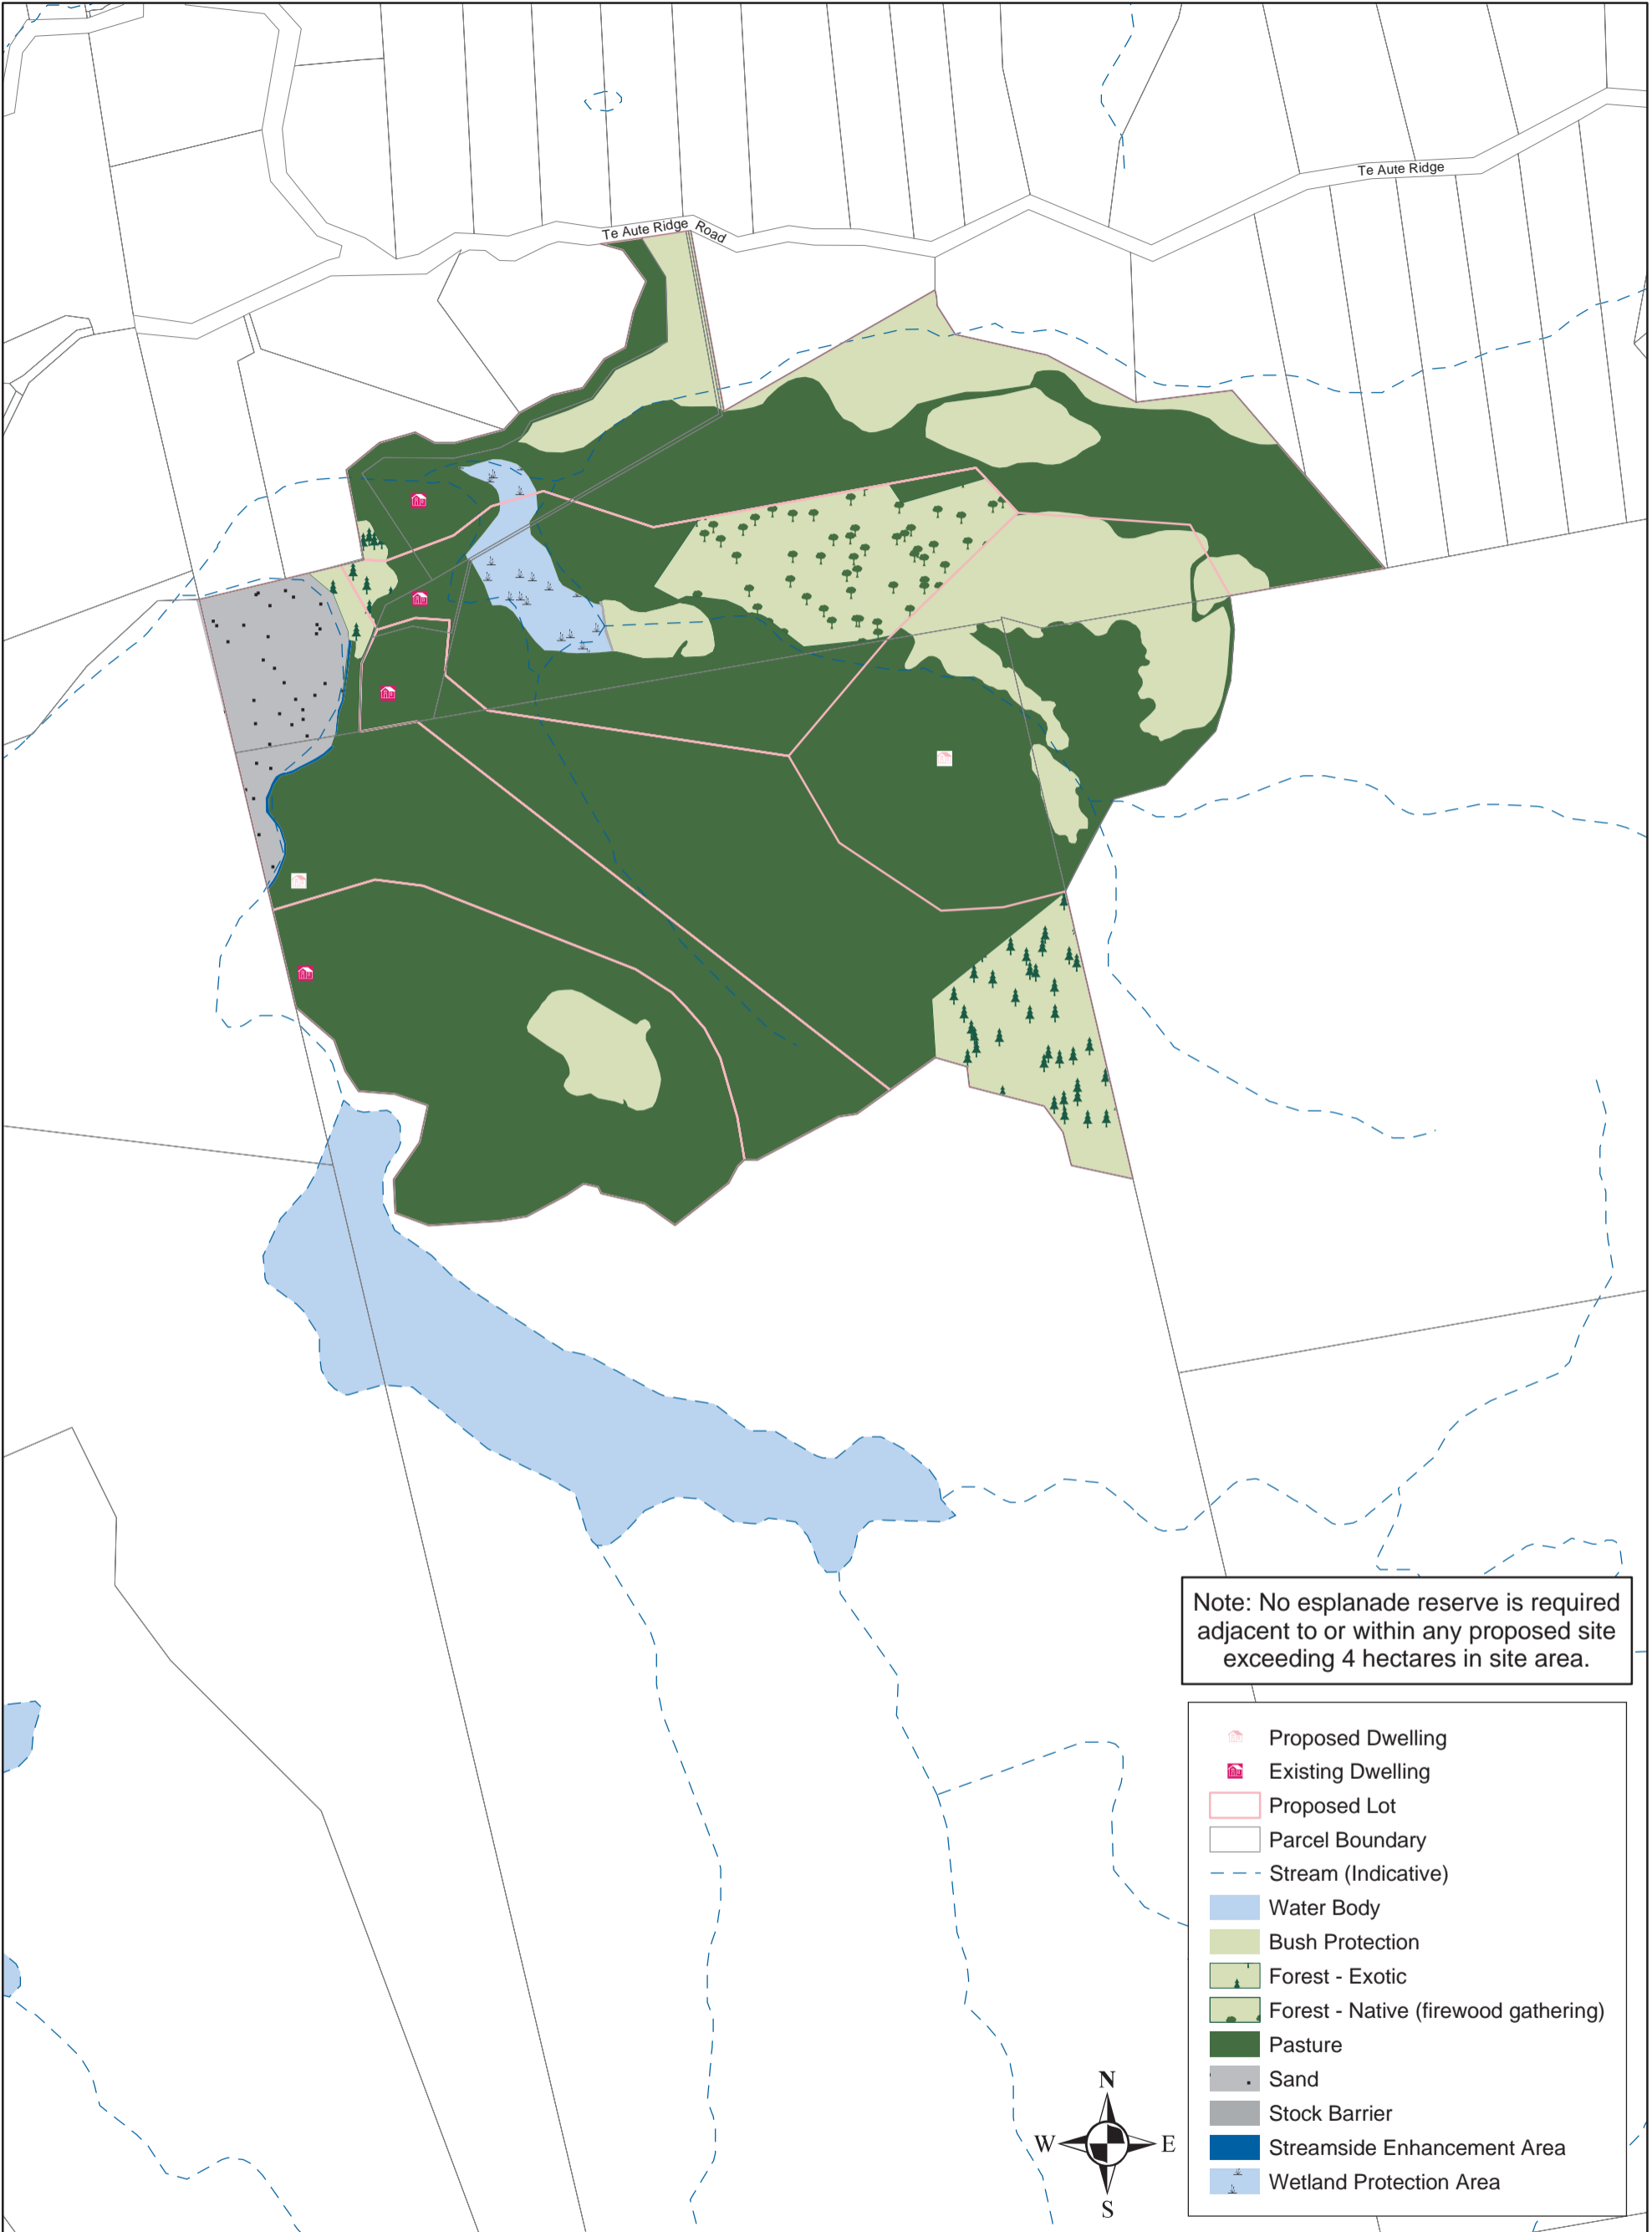 Te Aute Ridge
Te Aute Ridge Road
Note: No esplanade reserve is required
adjacent to or within any proposed site
exceeding 4 hectares in site area.
Proposed Dwelling
Existing Dwelling
Proposed Lot
Parcel Boundary
Stream (Indicative)
Water Body
Bush Protection
Forest - Exotic
Forest - Native (firewood gathering)
Pasture
Sand
Stock Barrier
Streamside Enhancement Area
Wetland Protection Area
N
W E
S